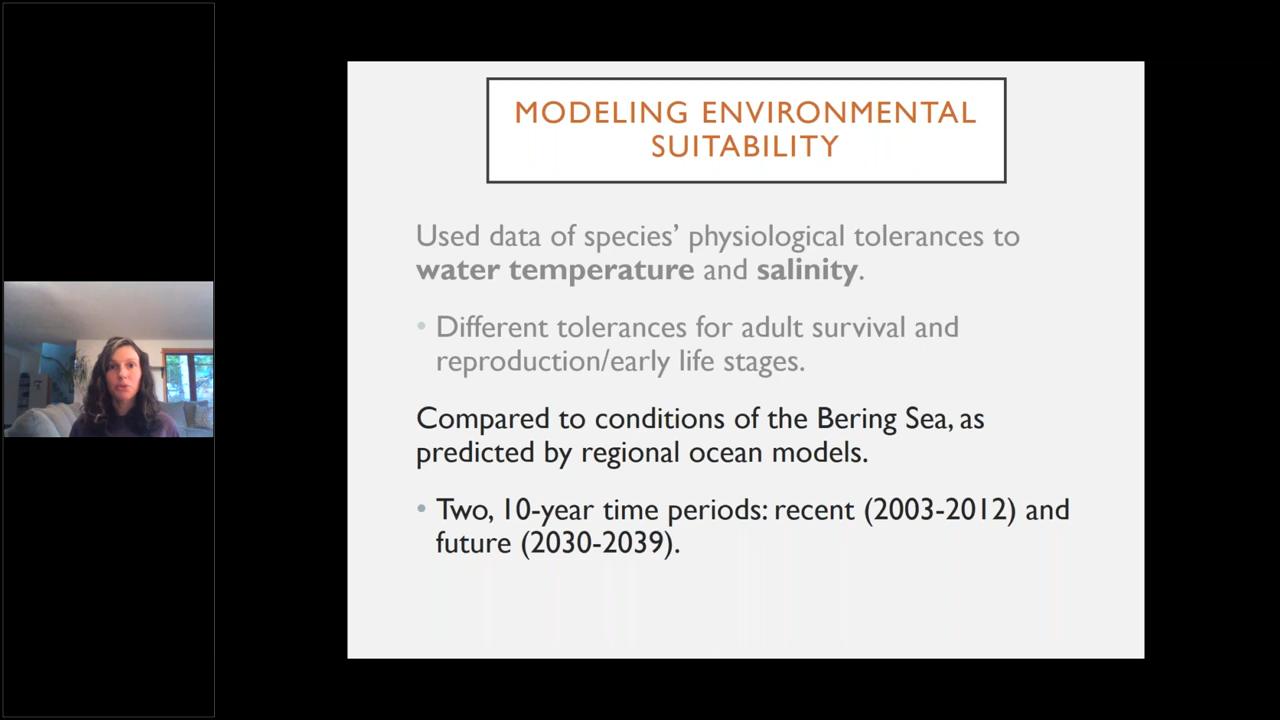 MODELING ENVIRONMENTAL
SUITABILITY
Used data of species’ physiological tolerances to
water temperature and salinity.
• Different tolerances for adult survival and
reproduction/early life stages.
Compared to conditions of the Bering Sea, as
predicted by regional ocean models.
• Two, 10-year time periods: recent (2003-2012) and
future (2030-2039).